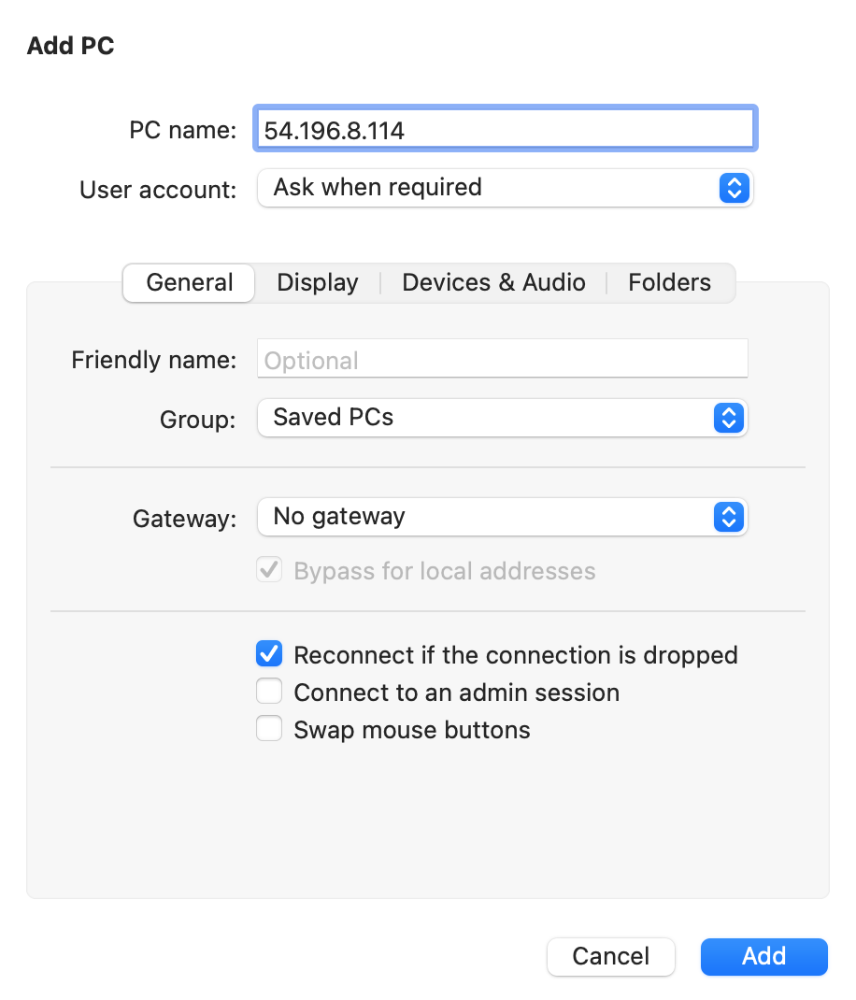 Add PC
PC name: 54.196.8.114
User account: Ask when required
General Display Devices & Audio Folders
Friendly name: Optional
Group: Saved PCs
Gateway: No gateway
Bypass for local addresses
Reconnect if the connection is dropped
Connect to an admin session
Swap mouse buttons
Cancel Add